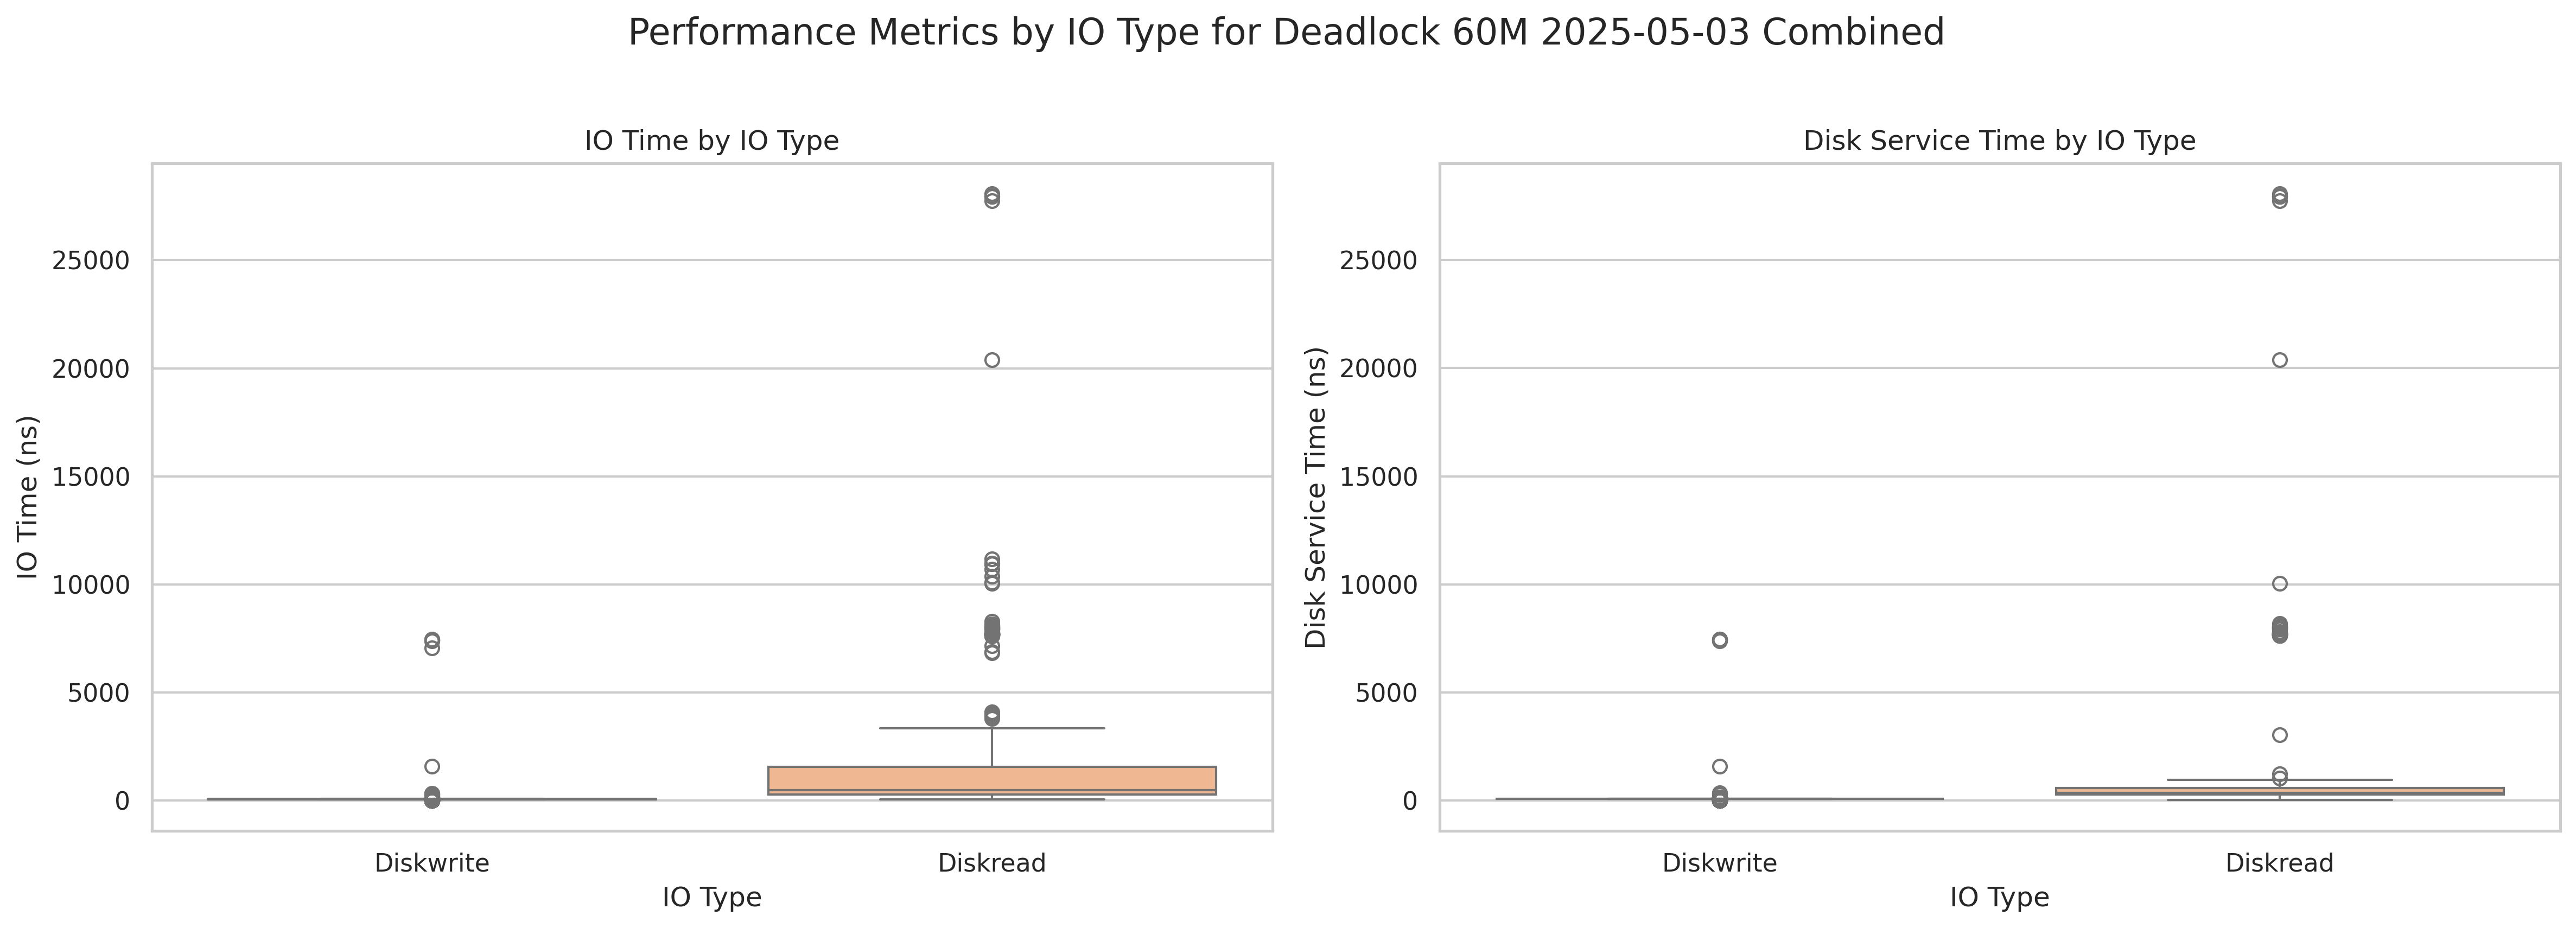 Performance Metrics by IO Type for Deadlock 60M 2025-05-03 Combined
IO Time by IO Type
IO Time (ns)
25000
20000
15000
10000
5000
0
Diskwrite
Diskread
IO Type
Disk Service Time by IO Type
Disk Service Time (ns)
25000
20000
15000
10000
5000
0
Diskwrite
Diskread
IO Type